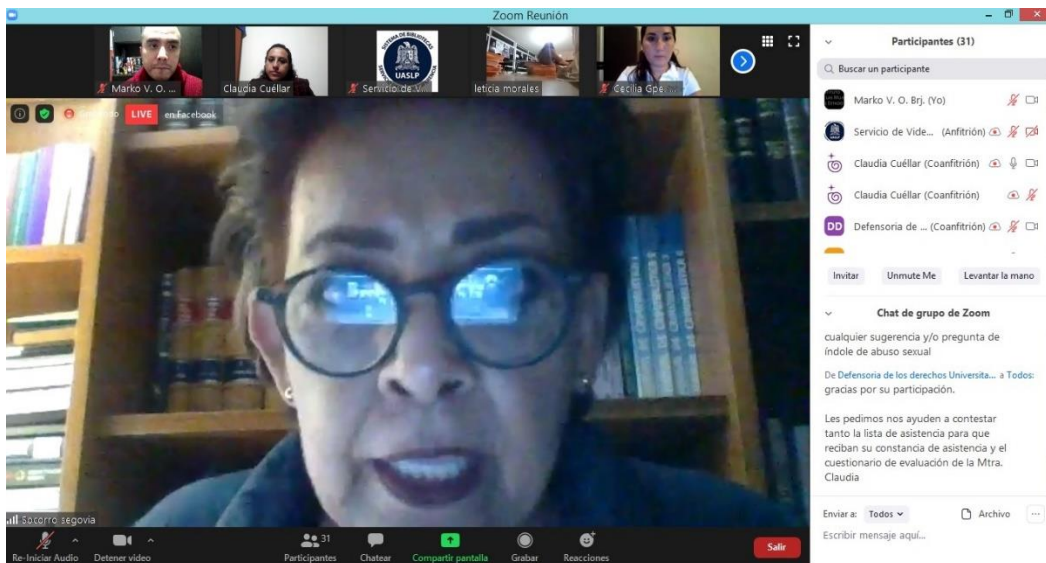 Zoom Reunión
Marko V. O. ...
Claudia Cuéllar
Servicio de V...
leticia morales
Cecilia Gpe. ...
SISTEMA DE BIBLIOTECAS
UASLP
LIVE
en Facebook
Socorro segovia
Re-Iniciar Audio
Detener video
31
Participantes
Chatear
Compartir pantalla
Grabar
Reacciones
Salir
Participantes (31)
Buscar un participante
Marko V. O. Brj. (Yo)
Servicio de Vide... (Anfitrión)
Claudia Cuéllar (Coanfitrión)
Claudia Cuéllar (Coanfitrión)
DD
Defensoria de ... (Coanfitrión)
Invitar
Unmute Me
Levantar la mano
Chat de grupo de Zoom
cualquier sugerencia y/o pregunta de
índole de abuso sexual
De Defensoria de los derechos Universita... a Todos:
gracias por su participación.
Les pedimos nos ayuden a contestar
tanto la lista de asistencia para que
reciban su constancia de asistencia y el
cuestionario de evaluación de la Mtra.
Claudia
Enviar a: Todos
Archivo
...
Escribir mensaje aquí...